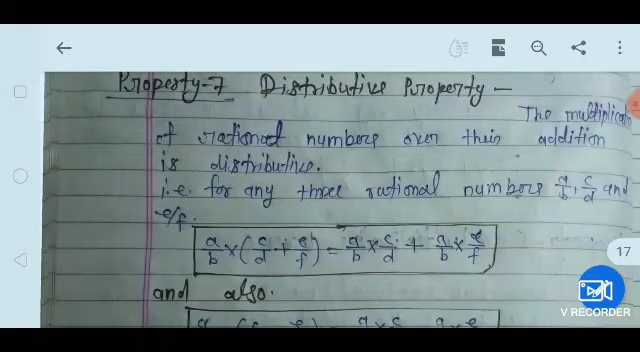 Property-7 Distributive Property —
The multiplication
of rational numbers over their addition
is distributive.
i.e. for any three rational numbers a/b, c/d and
e/f.
a/b × (c/d + e/f) = a/b × c/d + a/b × e/f
17
and also.
V RECORDER